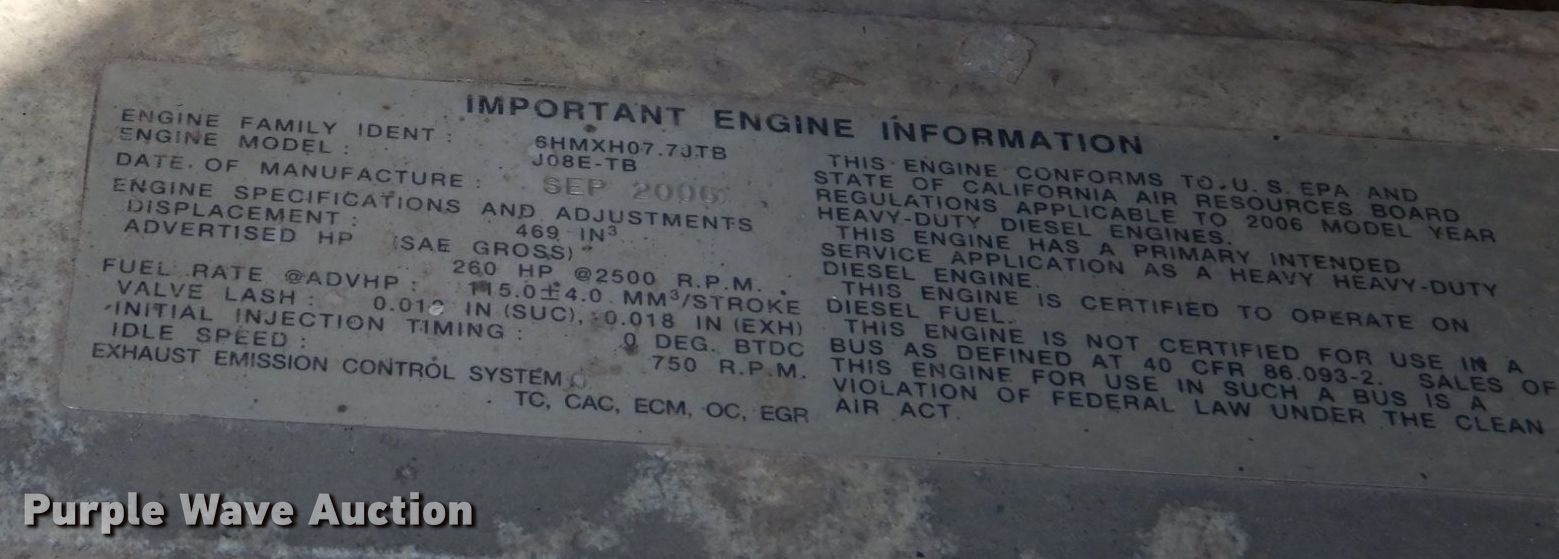 IMPORTANT ENGINE INFORMATION
ENGINE FAMILY IDENT : 6HMXH07.7JTB
ENGINE MODEL : J08E-TB
DATE OF MANUFACTURE : SEP 2006
ENGINE SPECIFICATIONS AND ADJUSTMENTS
DISPLACEMENT : 469 IN³
ADVERTISED HP (SAE GROSS)
260 HP @2500 R.P.M.
FUEL RATE @ADVHP : 115.0±4.0 MM³/STROKE
VALVE LASH : IN (SUC), 0.018 IN (EXH)
INITIAL INJECTION TIMING : 0 DEG. BTDC
IDLE SPEED : 750 R.P.M.
EXHAUST EMISSION CONTROL SYSTEM
TC, CAC, ECM, OC, EGR
THIS ENGINE CONFORMS TO U.S. EPA AND
STATE OF CALIFORNIA AIR RESOURCES BOARD
REGULATIONS APPLICABLE TO 2006 MODEL YEAR
HEAVY-DUTY DIESEL ENGINES.
THIS ENGINE HAS A PRIMARY INTENDED
SERVICE APPLICATION AS A HEAVY HEAVY-DUTY
DIESEL ENGINE.
THIS ENGINE IS CERTIFIED TO OPERATE ON
DIESEL FUEL.
THIS ENGINE IS NOT CERTIFIED FOR USE IN A
BUS AS DEFINED AT 40 CFR 86.093-2. SALES OF
THIS ENGINE FOR USE IN SUCH A BUS IS A
VIOLATION OF FEDERAL LAW UNDER THE CLEAN
AIR ACT.
Purple Wave Auction